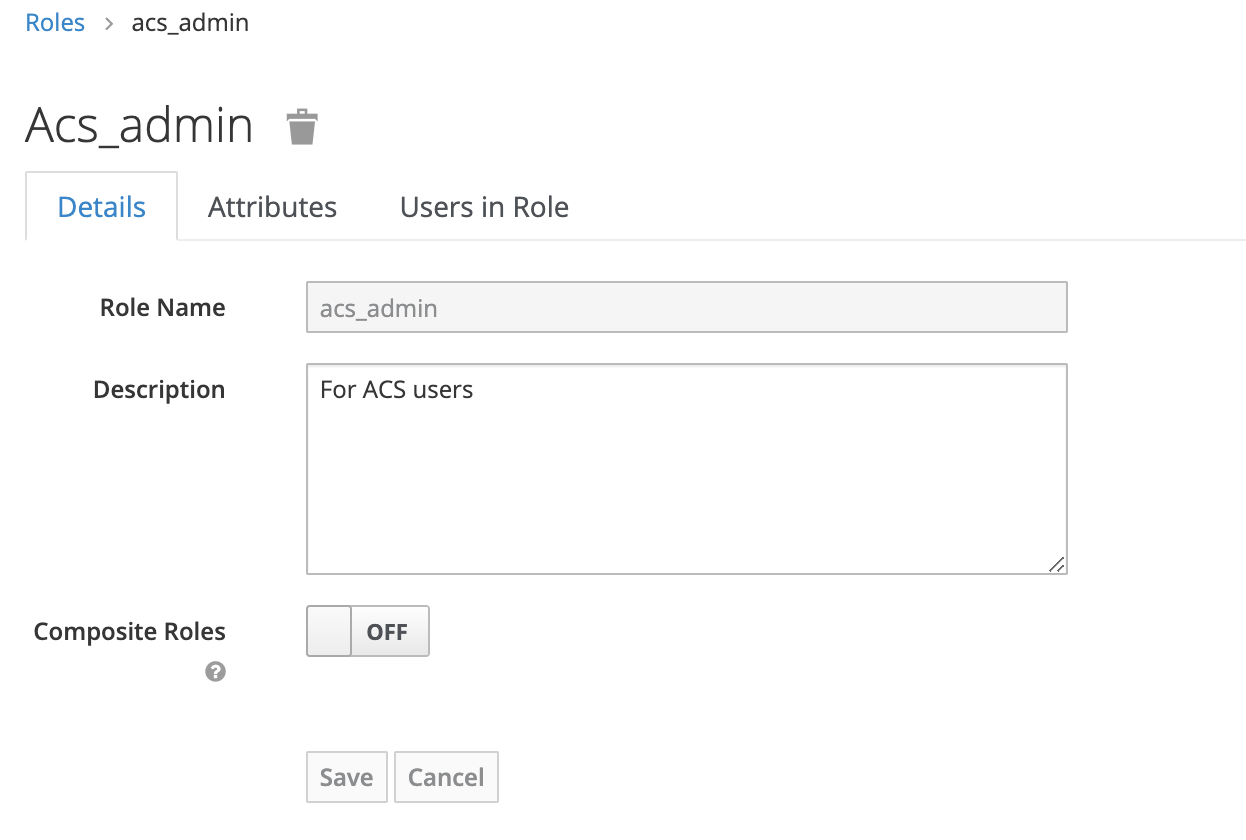 Roles > acs_admin
Acs_admin
Details Attributes Users in Role
Role Name acs_admin
Description For ACS users
Composite Roles OFF
?
Save Cancel